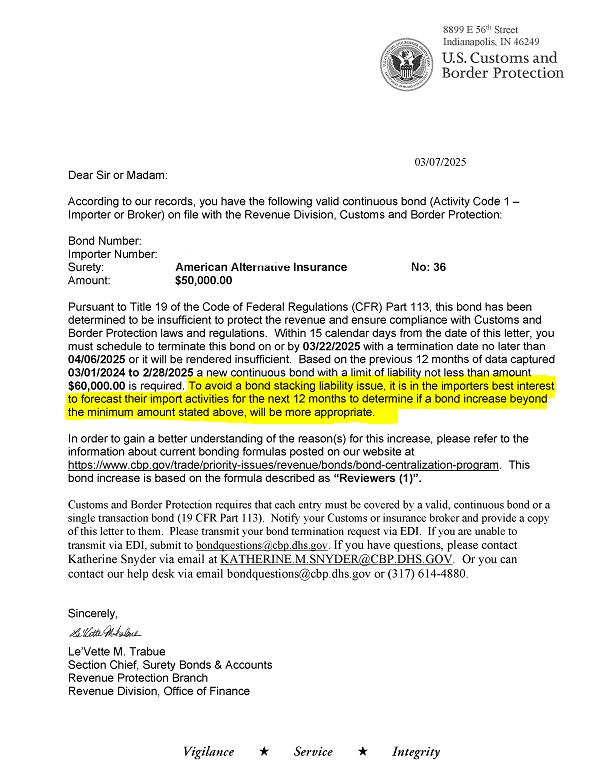 8899 E 56th Street
Indianapolis, IN 46249
U.S. Customs and
Border Protection
03/07/2025
Dear Sir or Madam:
According to our records, you have the following valid continuous bond (Activity Code 1 –
Importer or Broker) on file with the Revenue Division, Customs and Border Protection:
Bond Number:
Importer Number:
Surety: American Alternative Insurance No: 36
Amount: $50,000.00
Pursuant to Title 19 of the Code of Federal Regulations (CFR) Part 113, this bond has been
determined to be insufficient to protect the revenue and ensure compliance with Customs and
Border Protection laws and regulations. Within 15 calendar days from the date of this letter, you
must schedule to terminate this bond on or by 03/22/2025 with a termination date no later than
04/06/2025 or it will be rendered insufficient. Based on the previous 12 months of data captured
03/01/2024 to 2/28/2025 a new continuous bond with a limit of liability not less than amount
$60,000.00 is required. To avoid a bond stacking liability issue, it is in the importers best interest
to forecast their import activities for the next 12 months to determine if a bond increase beyond
the minimum amount stated above, will be more appropriate.
In order to gain a better understanding of the reason(s) for this increase, please refer to the
information about current bonding formulas posted on our website at
https://www.cbp.gov/trade/priority-issues/revenue/bonds/bond-centralization-program. This
bond increase is based on the formula described as “Reviewers (1)”.
Customs and Border Protection requires that each entry must be covered by a valid, continuous bond or a
single transaction bond (19 CFR Part 113). Notify your Customs or insurance broker and provide a copy
of this letter to them. Please transmit your bond termination request via EDI. If you are unable to
transmit via EDI, submit to bondquestions@cbp.dhs.gov. If you have questions, please contact
Katherine Snyder via email at KATHERINE.M.SNYDER@CBP.DHS.GOV. Or you can
contact our help desk via email bondquestions@cbp.dhs.gov or (317) 614-4880.
Sincerely,
Le’Vette M. Trabue
Section Chief, Surety Bonds & Accounts
Revenue Protection Branch
Revenue Division, Office of Finance
Vigilance ★ Service ★ Integrity